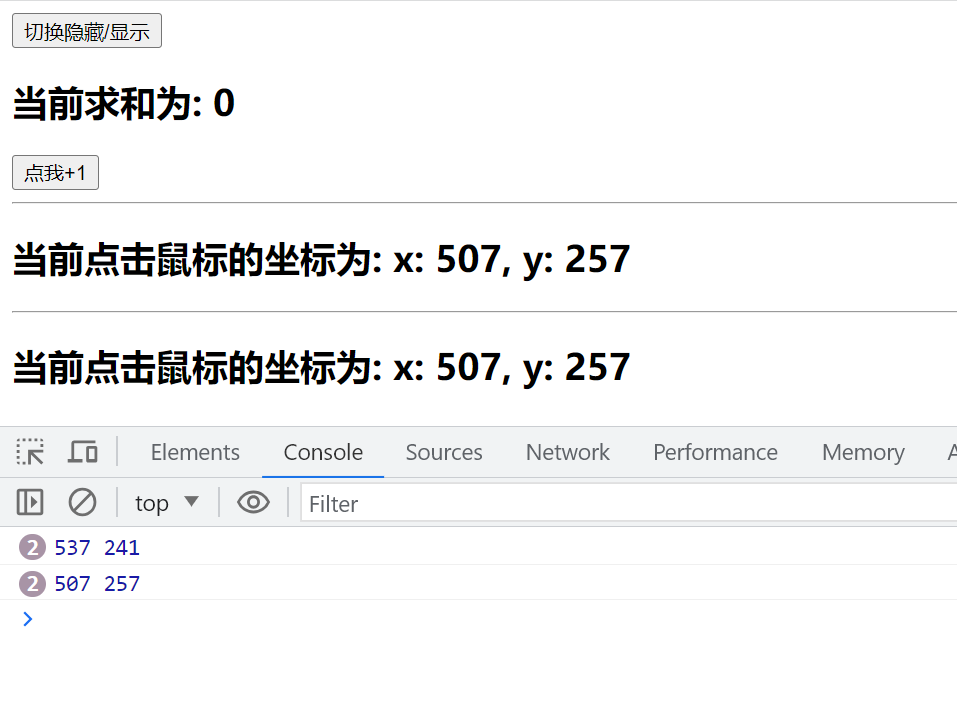 切换隐藏/显示
当前求和为: 0
点我+1
当前点击鼠标的坐标为: x: 507, y: 257
当前点击鼠标的坐标为: x: 507, y: 257
Elements Console Sources Network Performance Memory A
top Filter
2 537 241
2 507 257